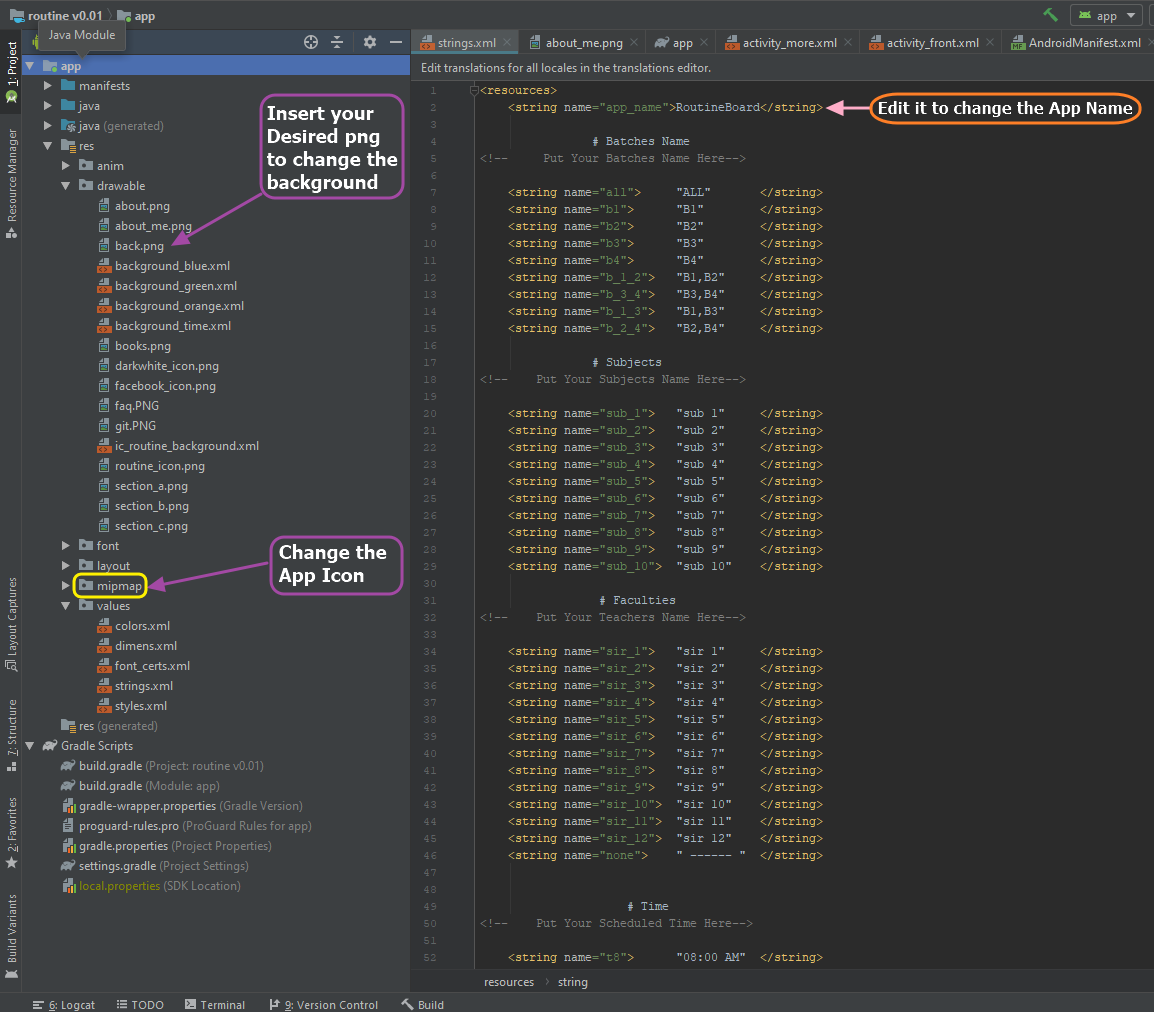 routine v0.01 app
app
Java Module
strings.xml about_me.png app activity_more.xml activity_front.xml AndroidManifest.xml
Edit translations for all locales in the translations editor.
1: Project
Resource Manager
Layout Captures
7: Structure
2: Favorites
Build Variants
app
manifests
java
java (generated)
res
anim
drawable
about.png
about_me.png
back.png
background_blue.xml
background_green.xml
background_orange.xml
background_time.xml
books.png
darkwhite_icon.png
facebook_icon.png
faq.PNG
git.PNG
ic_routine_background.xml
routine_icon.png
section_a.png
section_b.png
section_c.png
font
layout
mipmap
values
colors.xml
dimens.xml
font_certs.xml
strings.xml
styles.xml
res (generated)
Gradle Scripts
build.gradle (Project: routine v0.01)
build.gradle (Module: app)
gradle-wrapper.properties (Gradle Version)
proguard-rules.pro (ProGuard Rules for app)
gradle.properties (Project Properties)
settings.gradle (Project Settings)
local.properties (SDK Location)
Insert your
Desired png
to change the
background
Change the
App Icon
1 <resources>
2 <string name="app_name">RoutineBoard</string>
Edit it to change the App Name
3
4 # Batches Name
5 <!-- Put Your Batches Name Here-->
6
7 <string name="all"> "ALL" </string>
8 <string name="b1"> "B1" </string>
9 <string name="b2"> "B2" </string>
10 <string name="b3"> "B3" </string>
11 <string name="b4"> "B4" </string>
12 <string name="b_1_2"> "B1,B2" </string>
13 <string name="b_3_4"> "B3,B4" </string>
14 <string name="b_1_3"> "B1,B3" </string>
15 <string name="b_2_4"> "B2,B4" </string>
16
17 # Subjects
18 <!-- Put Your Subjects Name Here-->
19
20 <string name="sub_1"> "sub 1" </string>
21 <string name="sub_2"> "sub 2" </string>
22 <string name="sub_3"> "sub 3" </string>
23 <string name="sub_4"> "sub 4" </string>
24 <string name="sub_5"> "sub 5" </string>
25 <string name="sub_6"> "sub 6" </string>
26 <string name="sub_7"> "sub 7" </string>
27 <string name="sub_8"> "sub 8" </string>
28 <string name="sub_9"> "sub 9" </string>
29 <string name="sub_10"> "sub 10" </string>
30
31 # Faculties
32 <!-- Put Your Teachers Name Here-->
33
34 <string name="sir_1"> "sir 1" </string>
35 <string name="sir_2"> "sir 2" </string>
36 <string name="sir_3"> "sir 3" </string>
37 <string name="sir_4"> "sir 4" </string>
38 <string name="sir_5"> "sir 5" </string>
39 <string name="sir_6"> "sir 6" </string>
40 <string name="sir_7"> "sir 7" </string>
41 <string name="sir_8"> "sir 8" </string>
42 <string name="sir_9"> "sir 9" </string>
43 <string name="sir_10"> "sir 10" </string>
44 <string name="sir_11"> "sir 11" </string>
45 <string name="sir_12"> "sir 12" </string>
46 <string name="none"> " ------ " </string>
47
48
49 # Time
50 <!-- Put Your Scheduled Time Here-->
51
52 <string name="t8"> "08:00 AM" </string>
resources string
6: Logcat TODO Terminal 9: Version Control Build